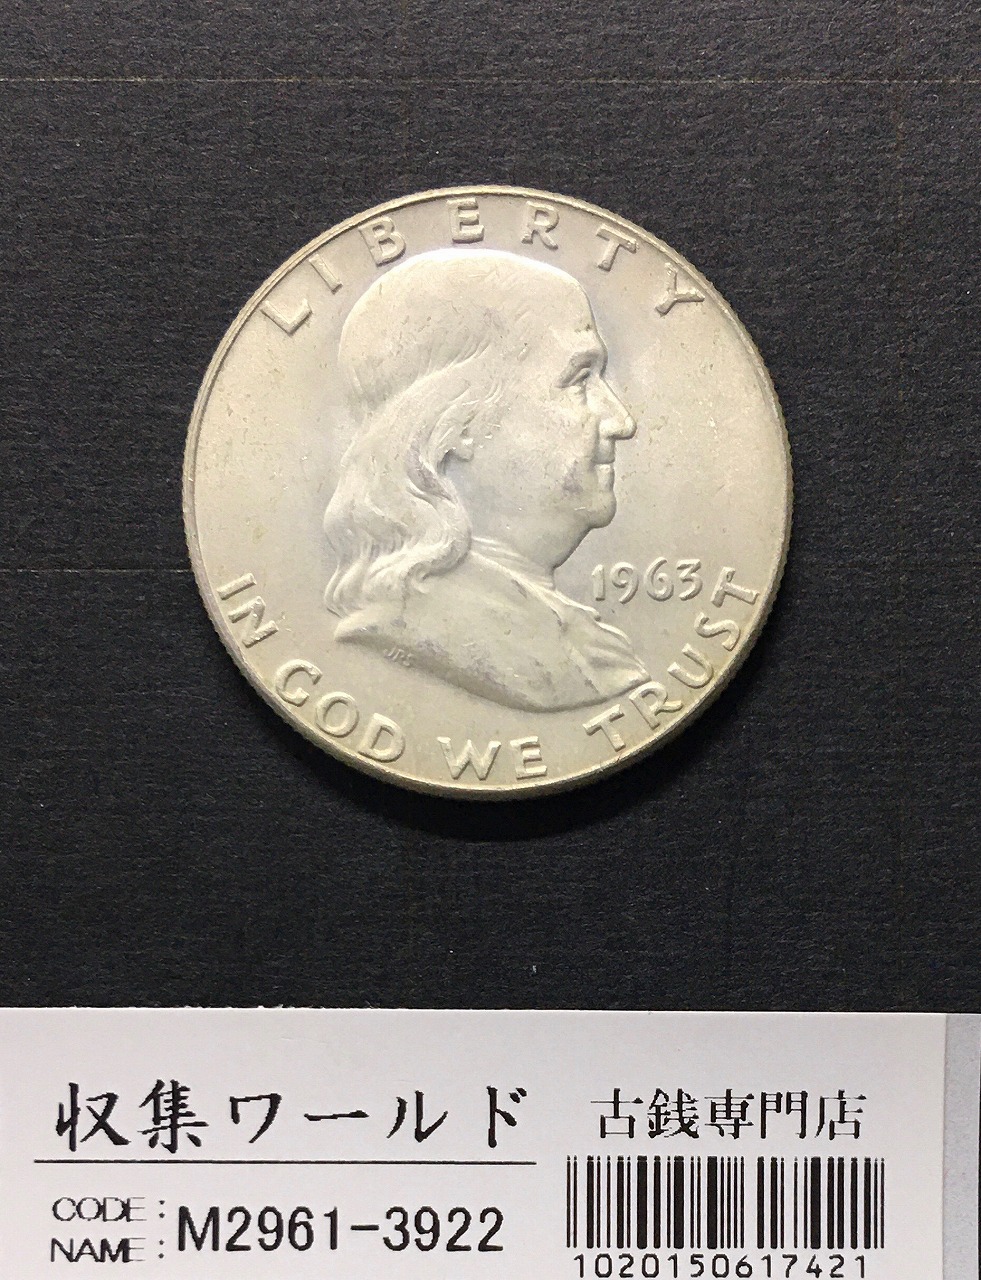 LIBERTY
1963
JRS
IN GOD WE TRUST
収集ワールド
古銭専門店
CODE:
NAME:
M2961-3922
1020150617421